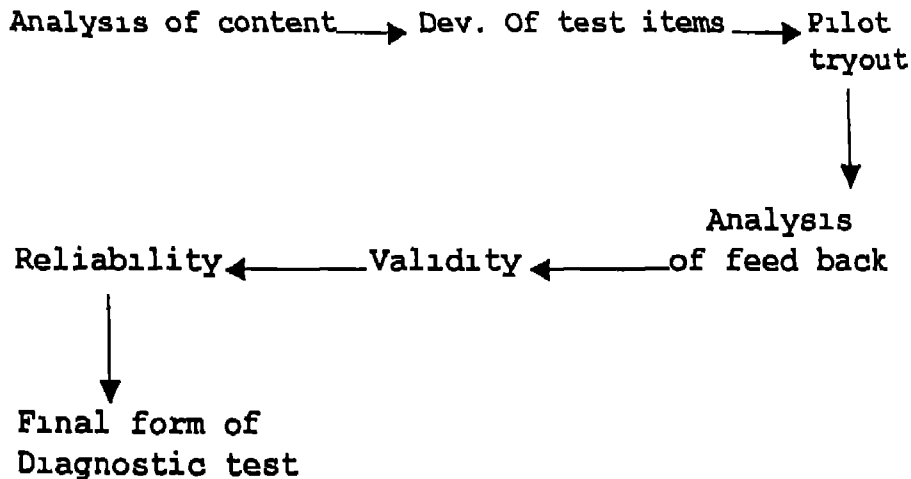 Analysis of content
Dev. Of test items
Pilot
tryout
Analysis
of feed back
Validity
Reliability
Final form of
Diagnostic test